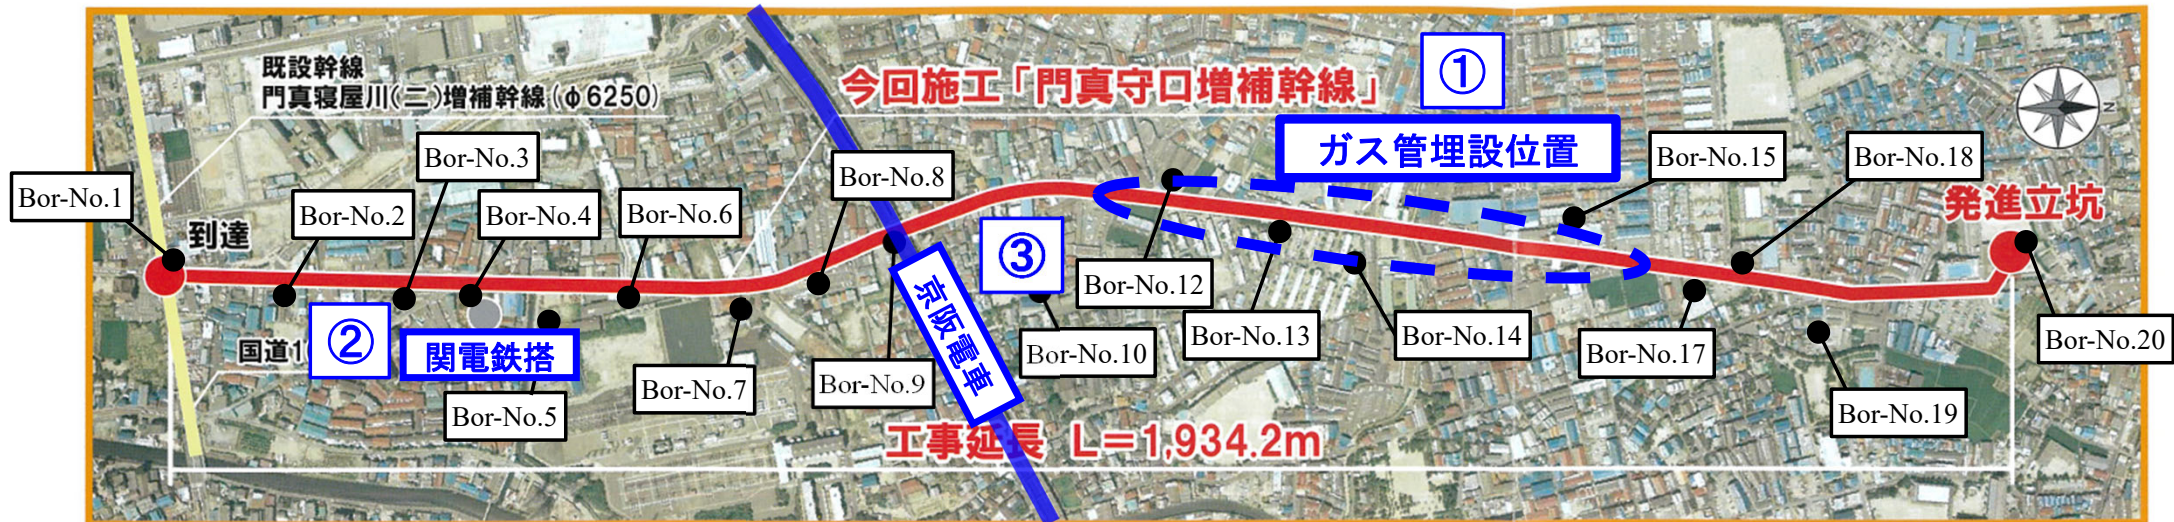 既設幹線
門真寝屋川(二)増補幹線(φ6250)
今回施工「門真守口増補幹線」
①
ガス管埋設位置
N
Bor-No.1
Bor-No.2
Bor-No.3
Bor-No.4
Bor-No.6
Bor-No.8
Bor-No.15
Bor-No.18
発進立坑
到達
③
Bor-No.12
京阪電車
国道1
②
関電鉄塔
Bor-No.5
Bor-No.7
Bor-No.9
Bor-No.10
Bor-No.13
Bor-No.14
Bor-No.17
Bor-No.19
Bor-No.20
工事延長 L=1,934.2m